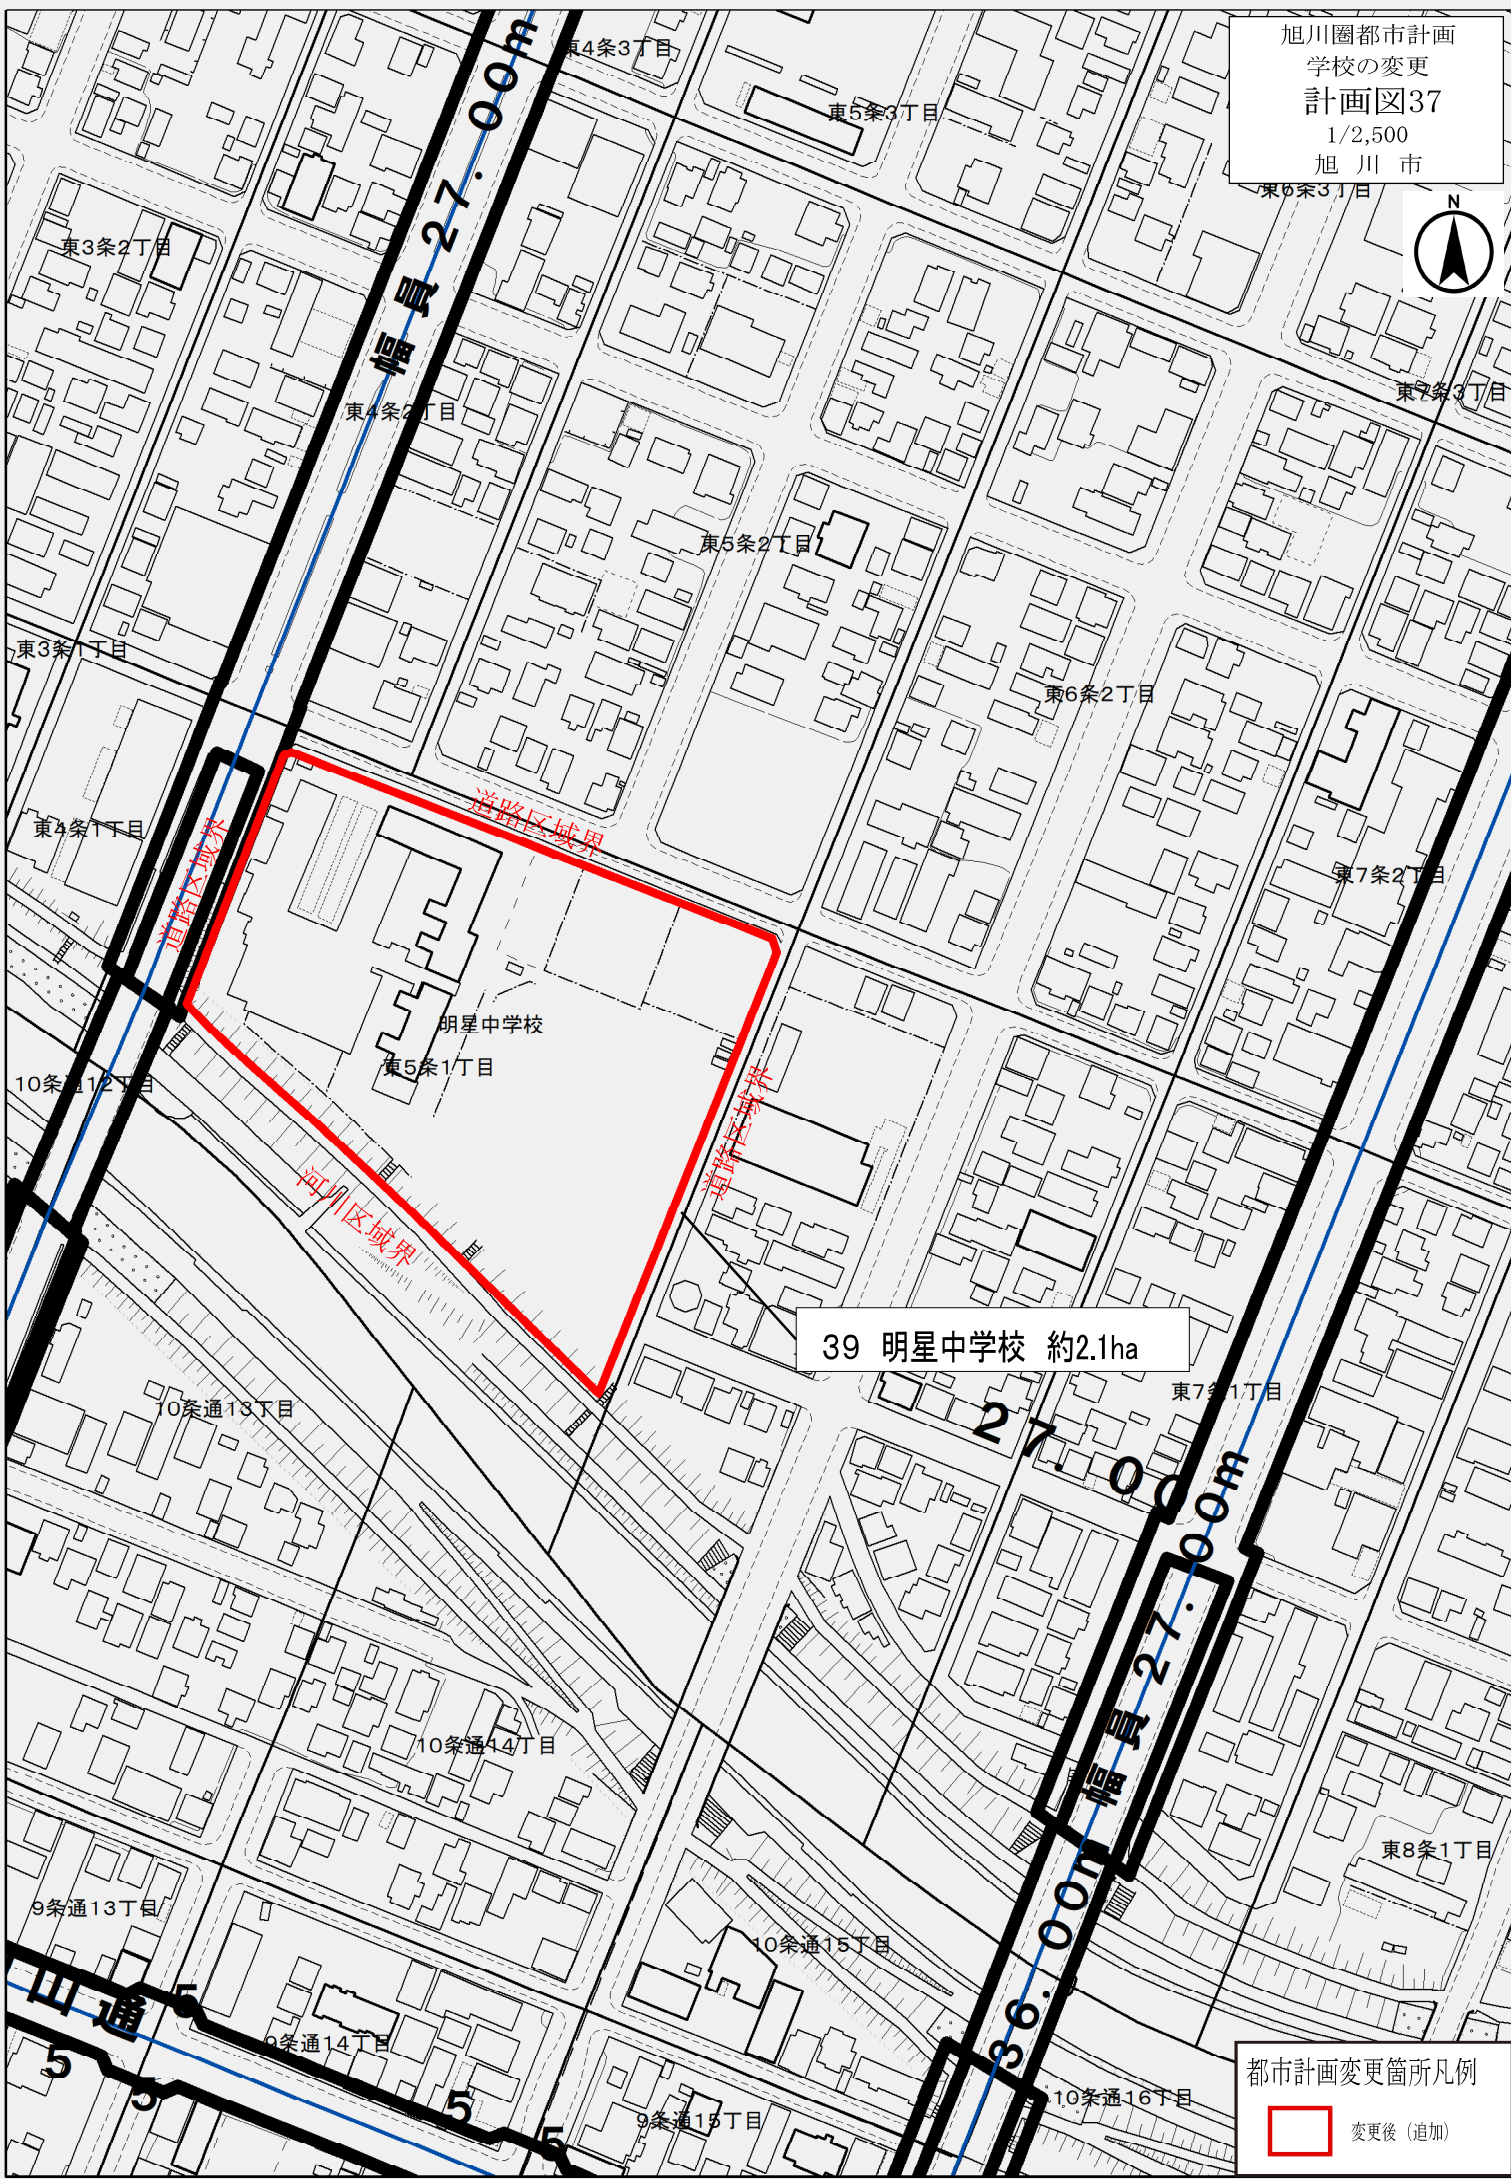 旭川圏都市計画
学校の変更
計画図37
1/2,500
旭 川 市
N
東4条3丁目
東5条3丁目
東6条3丁目
幅員 27.00m
東3条2丁目
東7条3丁目
東4条2丁目
東5条2丁目
東3条1丁目
東6条2丁目
道路区域界
東4条1丁目
道路区域界
東7条2丁目
明星中学校
東5条1丁目
10条通12丁目
道路区域界
河川区域界
39 明星中学校 約2.1ha
東7条1丁目
10条通13丁目
27.00
幅員 27.00m
10条通14丁目
東8条1丁目
9条通13丁目
10条通15丁目
36.00m
山通
5
9条通14丁目
5
5
5
5
9条通15丁目
10条通16丁目
都市計画変更箇所凡例
変更後（追加）